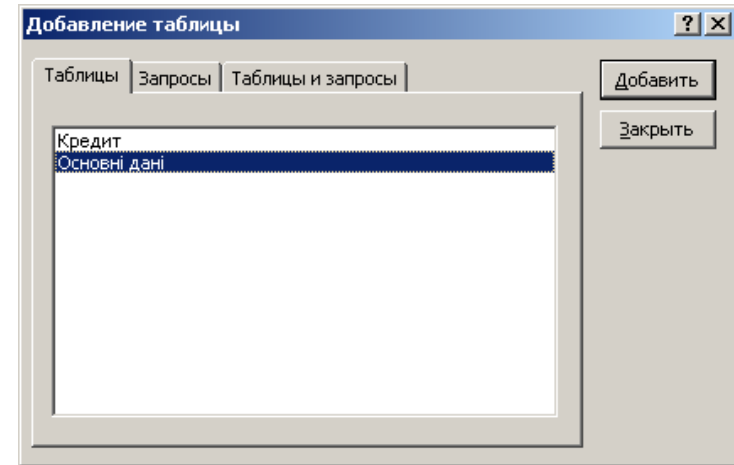 Добавление таблицы
Таблицы Запросы Таблицы и запросы
Добавить
Закрыть
Кредит
Основні дані